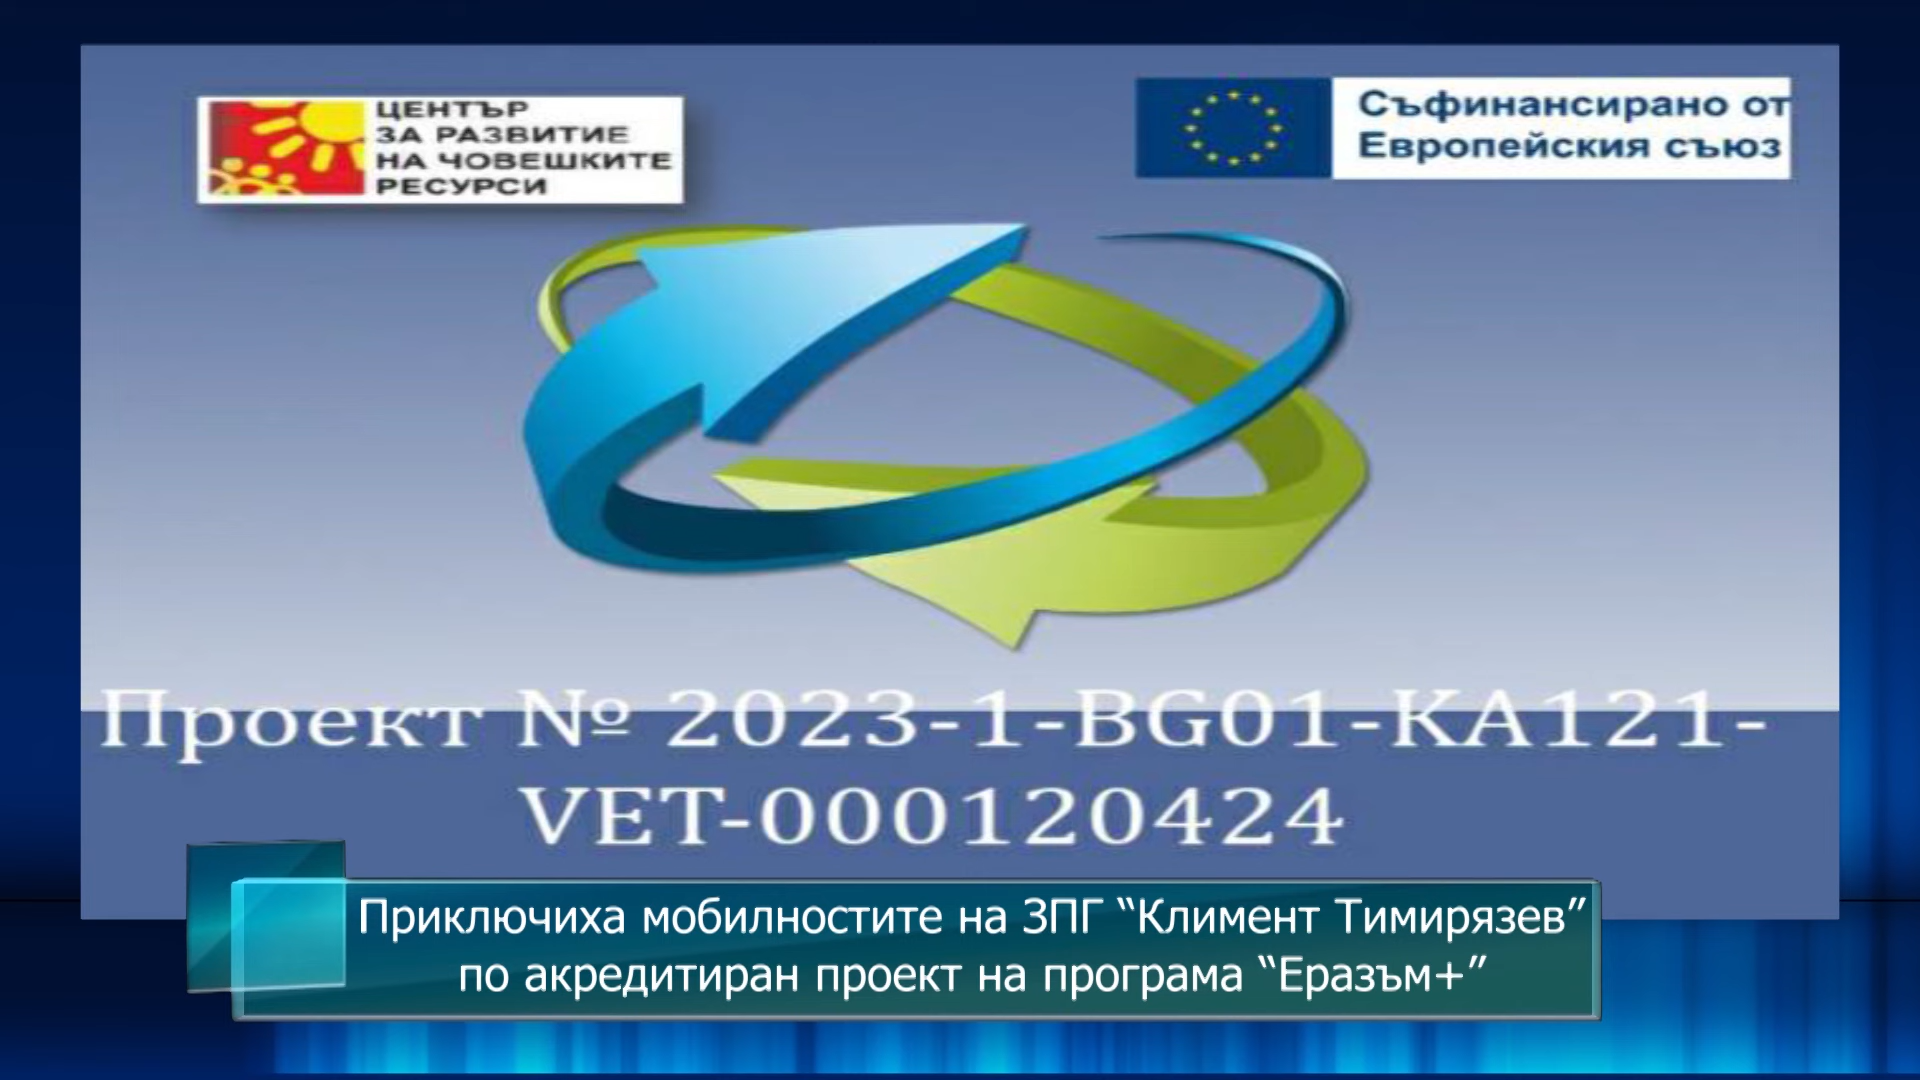 ЦЕНТЪР
ЗА РАЗВИТИЕ
НА ЧОВЕШКИТЕ
РЕСУРСИ
Съфинансирано от
Европейския съюз
Проект № 2023-1-BG01-KA121-
VET-000120424
Приключиха мобилностите на ЗПГ “Климент Тимирязев”
по акредитиран проект на програма “Еразъм+”